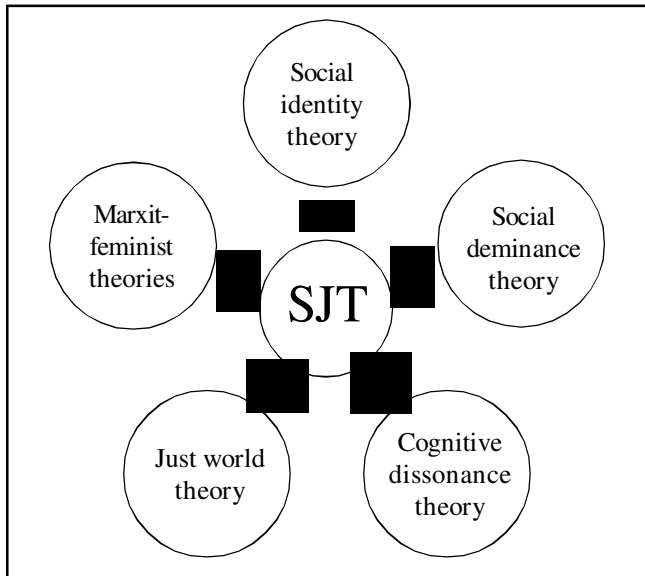 Social
identity
theory
Marxit-
feminist
theories
Social
deminance
theory
SJT
Just world
theory
Cognitive
dissonance
theory